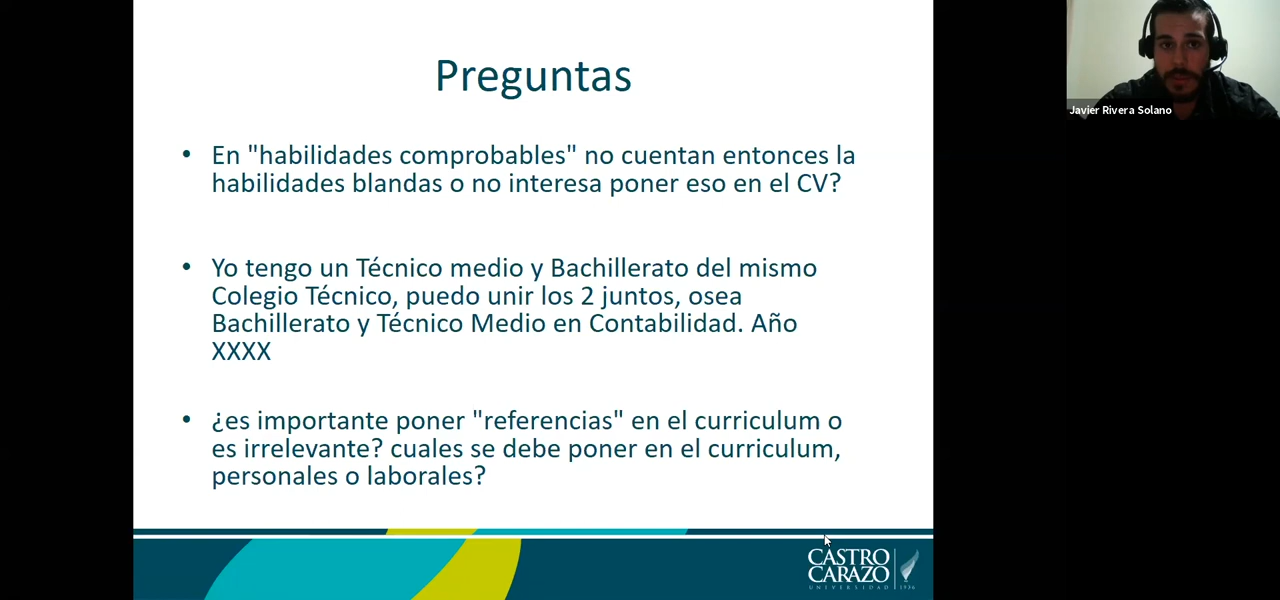 Preguntas
• En "habilidades comprobables" no cuentan entonces la
habilidades blandas o no interesa poner eso en el CV?
• Yo tengo un Técnico medio y Bachillerato del mismo
Colegio Técnico, puedo unir los 2 juntos, osea
Bachillerato y Técnico Medio en Contabilidad. Año
XXXX
• ¿es importante poner "referencias" en el curriculum o
es irrelevante? cuales se debe poner en el curriculum,
personales o laborales?
Javier Rivera Solano
CASTRO
CARAZO
UNIVERSIDAD